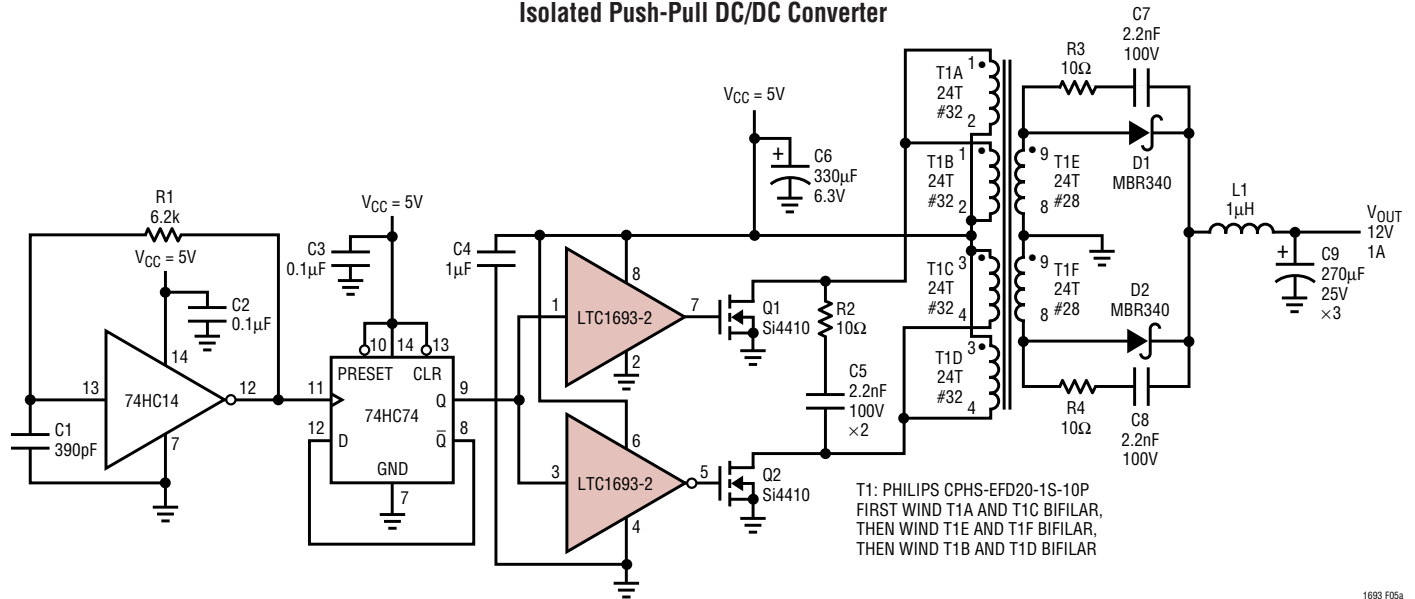 Isolated Push-Pull DC/DC Converter
R1
6.2k
V_CC = 5V
C2
0.1µF
14
13
74HC14
12
7
C1
390pF
V_CC = 5V
C3
0.1µF
10
14
13
PRESET
CLR
11
74HC74
Q
9
12
D
Q̅
8
GND
7
C4
1µF
8
1
LTC1693-2
7
2
6
3
LTC1693-2
5
4
V_CC = 5V
+
C6
330µF
6.3V
Q1
Si4410
Q2
Si4410
R2
10Ω
C5
2.2nF
100V
×2
1
T1A
24T
#32
2
1
T1B
24T
#32
2
3
T1C
24T
#32
4
3
T1D
24T
#32
4
9
T1E
24T
#28
8
9
T1F
24T
#28
8
R3
10Ω
C7
2.2nF
100V
D1
MBR340
D2
MBR340
R4
10Ω
C8
2.2nF
100V
L1
1µH
V_OUT
12V
1A
+
C9
270µF
25V
×3
T1: PHILIPS CPHS-EFD20-1S-10P
FIRST WIND T1A AND T1C BIFILAR,
THEN WIND T1E AND T1F BIFILAR,
THEN WIND T1B AND T1D BIFILAR
1693 F05a